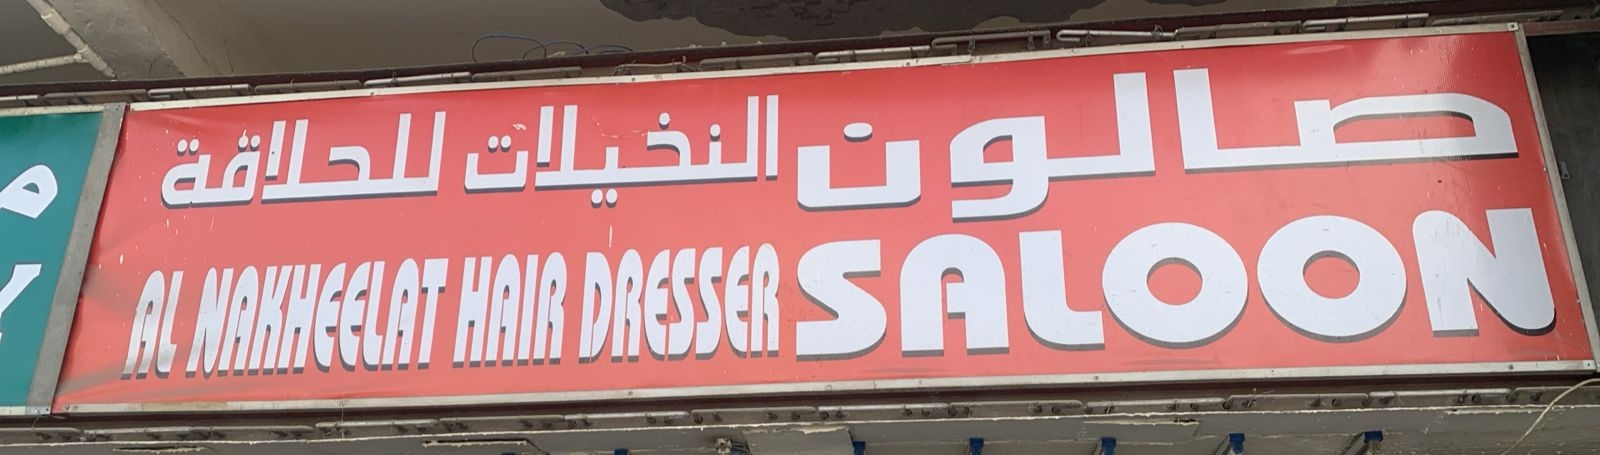 صالون النخيلات للحلاقة
AL NAKHEELAT HAIR DRESSER SALOON